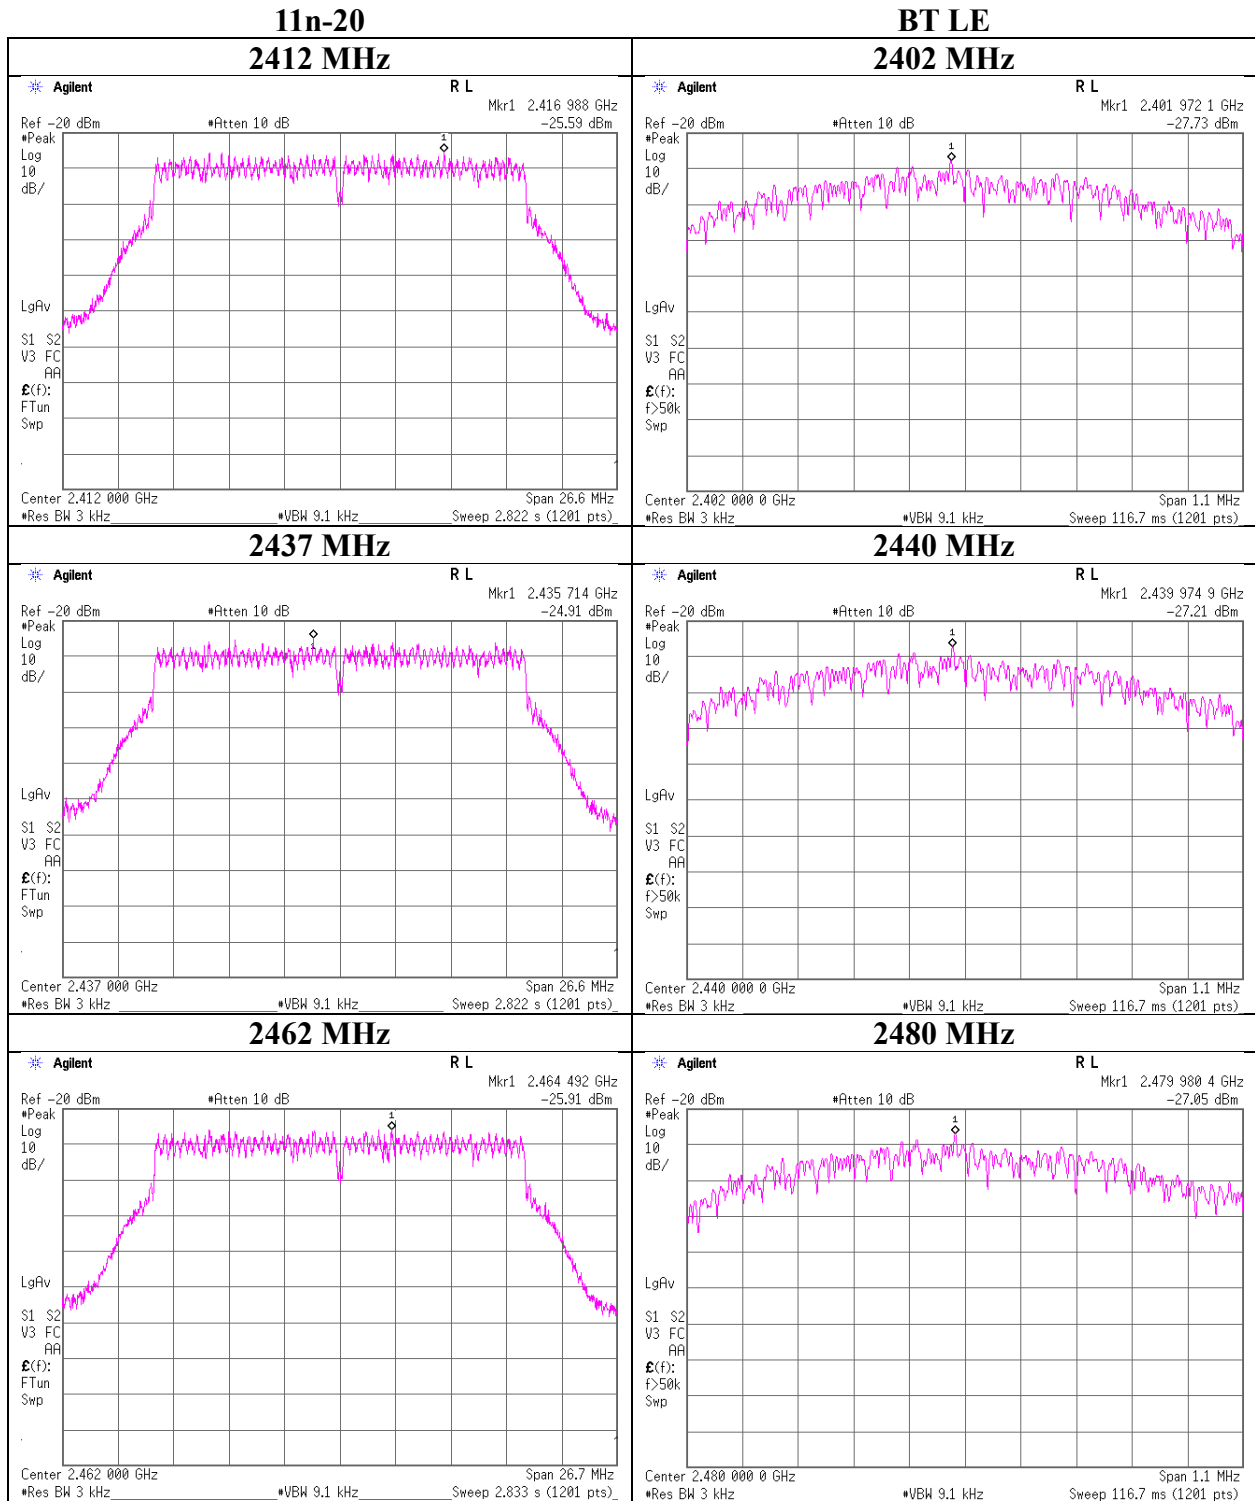 11n-20
BT LE
2412 MHz
2402 MHz
Agilent
R L
Mkr1 2.416 988 GHz
Ref -20 dBm
#Atten 10 dB
-25.59 dBm
#Peak
Log
10
dB/
1
LgAv
S1 S2
V3 FC
AA
£(f):
FTun
Swp
Center 2.412 000 GHz
Span 26.6 MHz
#Res BW 3 kHz
#VBW 9.1 kHz
Sweep 2.822 s (1201 pts)
Agilent
R L
Mkr1 2.401 972 1 GHz
Ref -20 dBm
#Atten 10 dB
-27.73 dBm
#Peak
Log
10
dB/
1
LgAv
S1 S2
V3 FC
AA
£(f):
f>50k
Swp
Center 2.402 000 0 GHz
Span 1.1 MHz
#Res BW 3 kHz
#VBW 9.1 kHz
Sweep 116.7 ms (1201 pts)
2437 MHz
2440 MHz
Agilent
R L
Mkr1 2.435 714 GHz
Ref -20 dBm
#Atten 10 dB
-24.91 dBm
#Peak
Log
10
dB/
1
LgAv
S1 S2
V3 FC
AA
£(f):
FTun
Swp
Center 2.437 000 GHz
Span 26.6 MHz
#Res BW 3 kHz
#VBW 9.1 kHz
Sweep 2.822 s (1201 pts)
Agilent
R L
Mkr1 2.439 974 9 GHz
Ref -20 dBm
#Atten 10 dB
-27.21 dBm
#Peak
Log
10
dB/
1
LgAv
S1 S2
V3 FC
AA
£(f):
f>50k
Swp
Center 2.440 000 0 GHz
Span 1.1 MHz
#Res BW 3 kHz
#VBW 9.1 kHz
Sweep 116.7 ms (1201 pts)
2462 MHz
2480 MHz
Agilent
R L
Mkr1 2.464 492 GHz
Ref -20 dBm
#Atten 10 dB
-25.91 dBm
#Peak
Log
10
dB/
1
LgAv
S1 S2
V3 FC
AA
£(f):
FTun
Swp
Center 2.462 000 GHz
Span 26.7 MHz
#Res BW 3 kHz
#VBW 9.1 kHz
Sweep 2.833 s (1201 pts)
Agilent
R L
Mkr1 2.479 980 4 GHz
Ref -20 dBm
#Atten 10 dB
-27.05 dBm
#Peak
Log
10
dB/
1
LgAv
S1 S2
V3 FC
AA
£(f):
f>50k
Swp
Center 2.480 000 0 GHz
Span 1.1 MHz
#Res BW 3 kHz
#VBW 9.1 kHz
Sweep 116.7 ms (1201 pts)